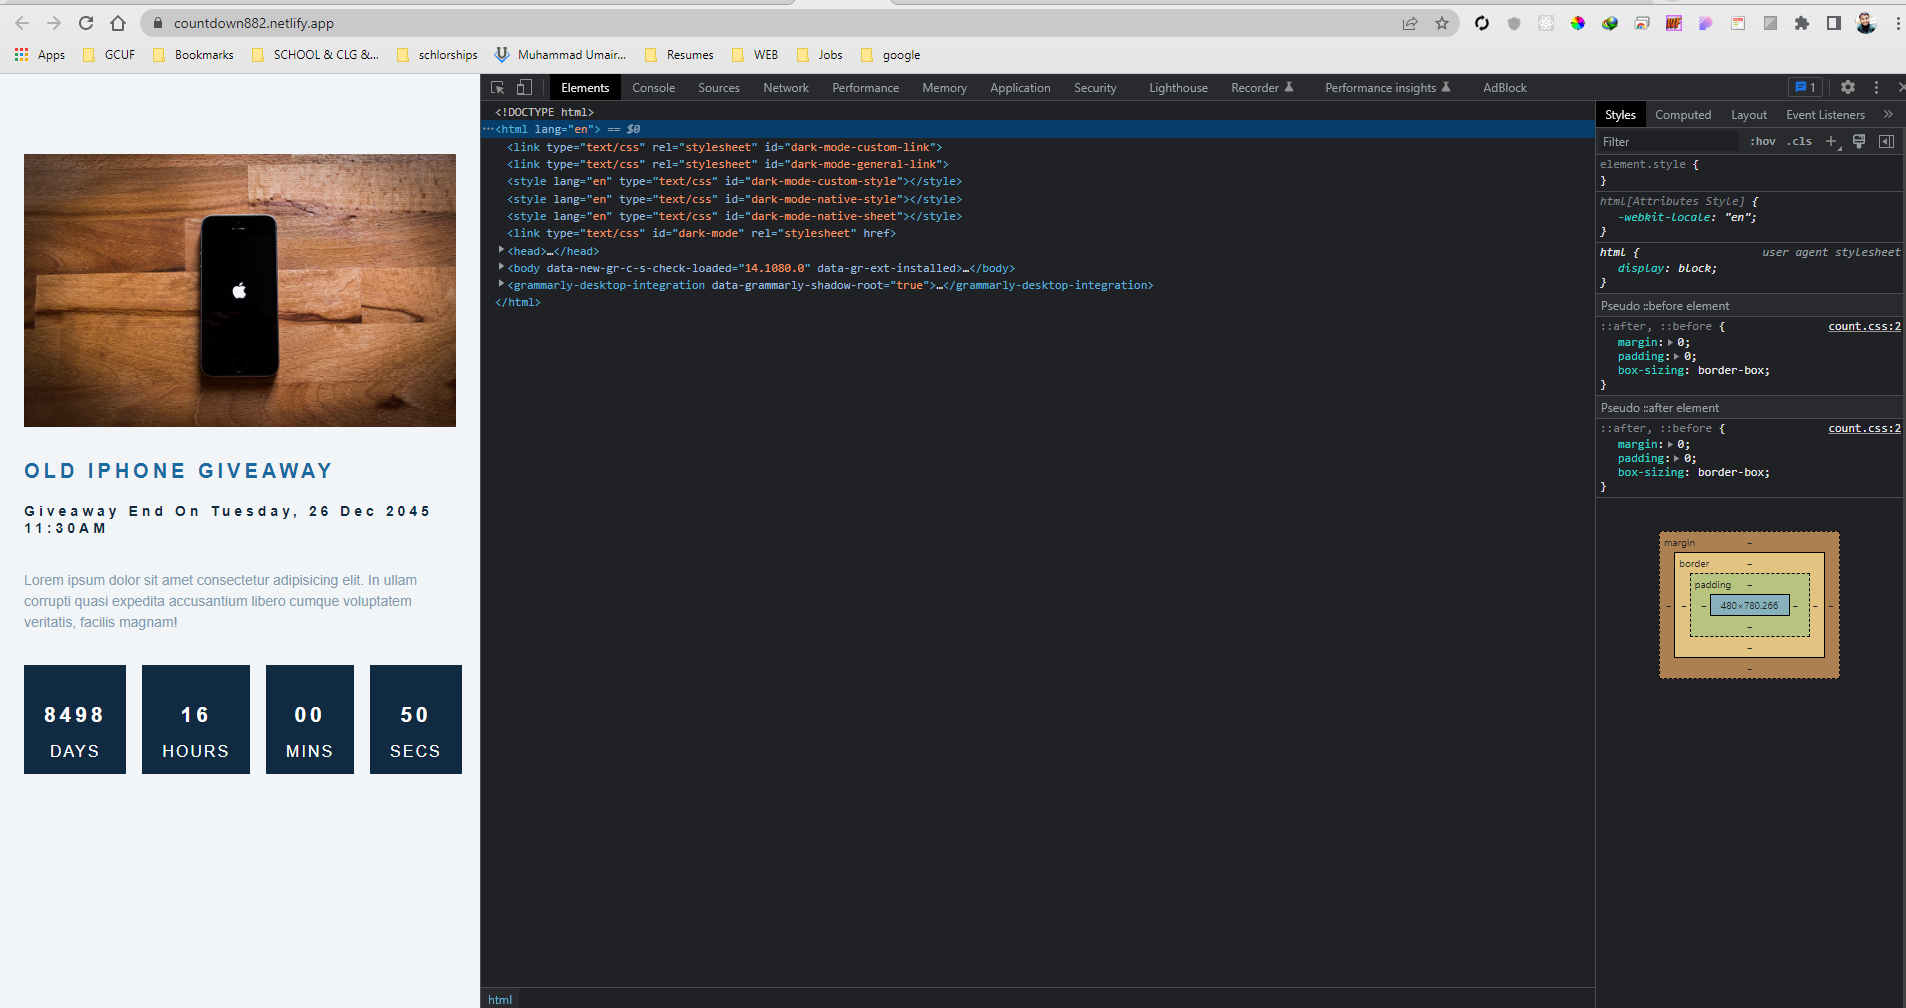 countdown882.netlify.app
Apps GCUF Bookmarks SCHOOL & CLG &... schlorships Muhammad Umair... Resumes WEB Jobs google
OLD IPHONE GIVEAWAY
Giveaway End On Tuesday, 26 Dec 2045
11:30AM
Lorem ipsum dolor sit amet consectetur adipisicing elit. In ullam
corrupti quasi expedita accusantium libero cumque voluptatem
veritatis, facilis magnam!
8498 16 00 50
DAYS HOURS MINS SECS
Elements Console Sources Network Performance Memory Application Security Lighthouse Recorder Performance insights AdBlock 1
<!DOCTYPE html>
···<html lang="en"> == $0
<link type="text/css" rel="stylesheet" id="dark-mode-custom-link">
<link type="text/css" rel="stylesheet" id="dark-mode-general-link">
<style lang="en" type="text/css" id="dark-mode-custom-style"></style>
<style lang="en" type="text/css" id="dark-mode-native-style"></style>
<style lang="en" type="text/css" id="dark-mode-native-sheet"></style>
<link type="text/css" id="dark-mode" rel="stylesheet" href>
<head>…</head>
<body data-new-gr-c-s-check-loaded="14.1080.0" data-gr-ext-installed>…</body>
<grammarly-desktop-integration data-grammarly-shadow-root="true">…</grammarly-desktop-integration>
</html>
html
Styles Computed Layout Event Listeners »
Filter :hov .cls +
element.style {
}
html[Attributes Style] {
-webkit-locale: "en";
}
html { user agent stylesheet
display: block;
}
Pseudo ::before element
::after, ::before { count.css:2
margin: 0;
padding: 0;
box-sizing: border-box;
}
Pseudo ::after element
::after, ::before { count.css:2
margin: 0;
padding: 0;
box-sizing: border-box;
}
margin –
border –
padding –
– – – 480×780.266 – – –
–
–
–